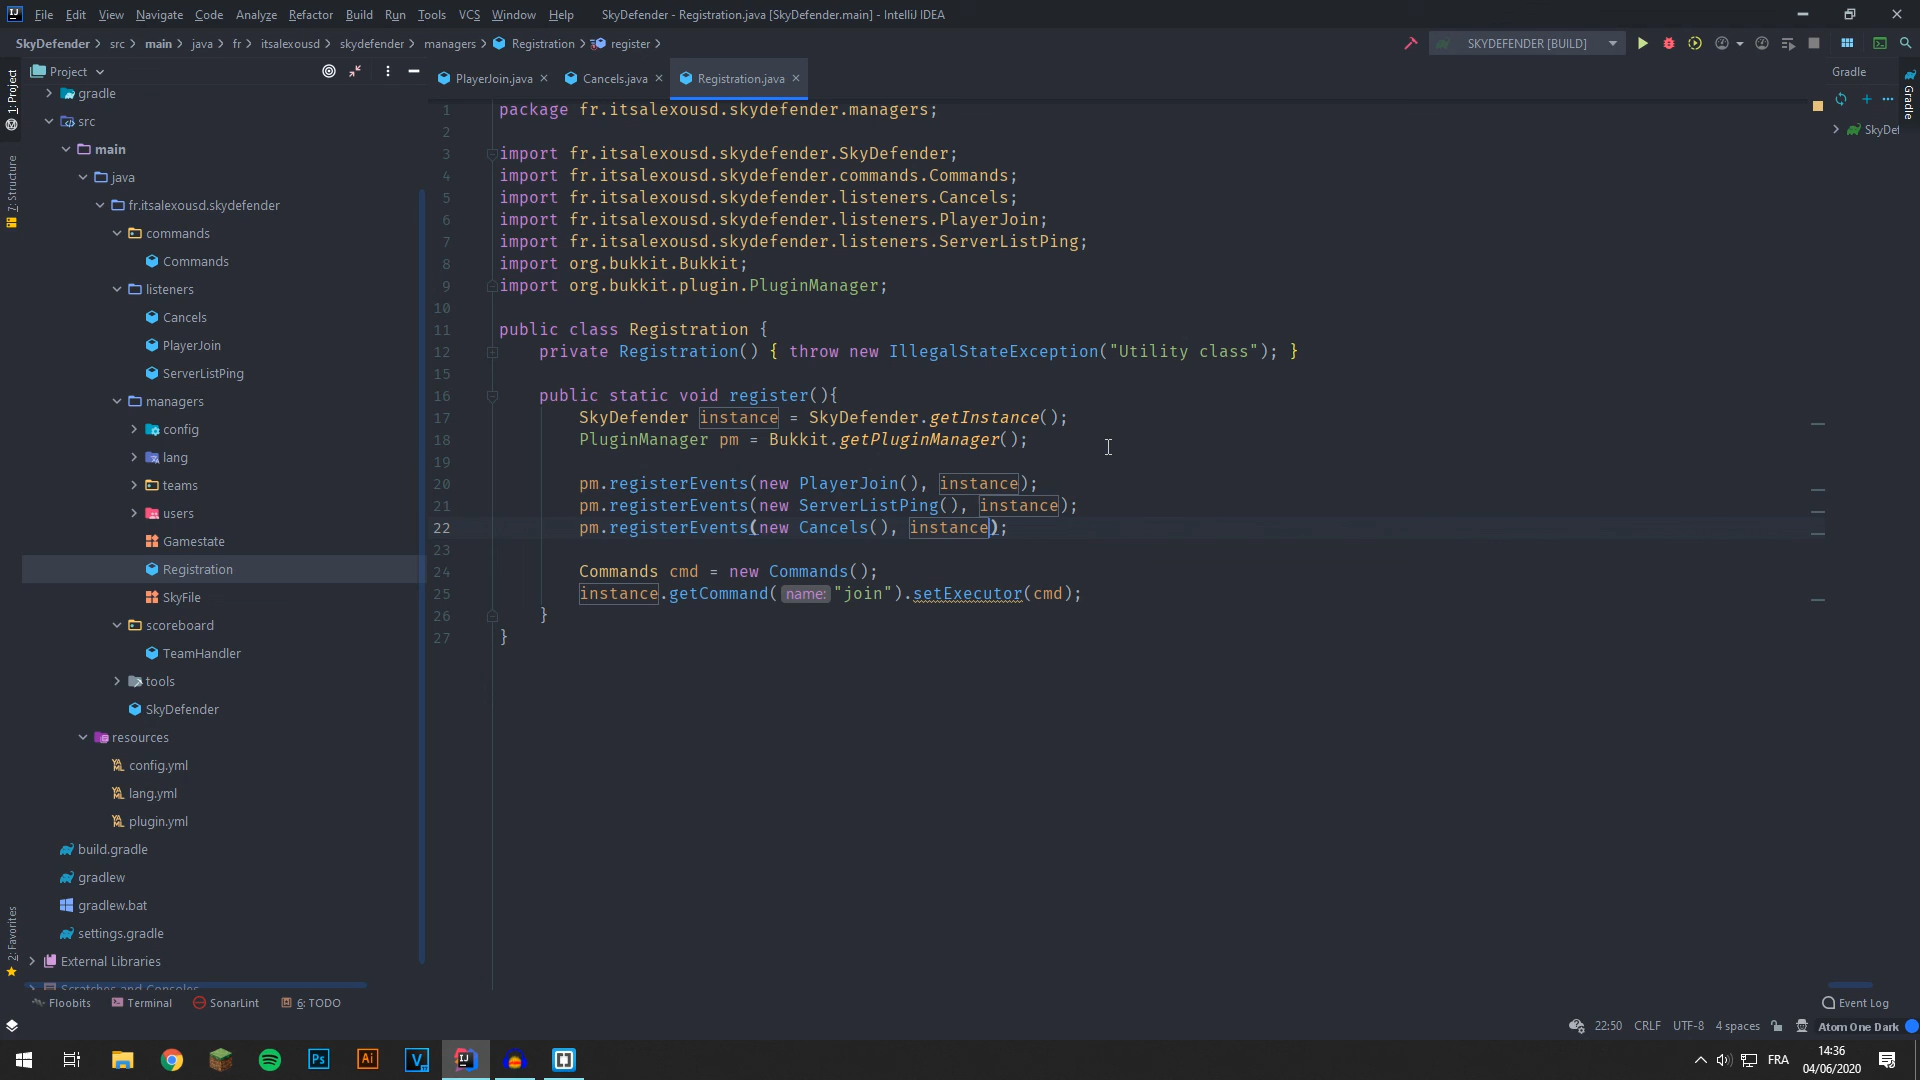 File Edit View Navigate Code Analyze Refactor Build Run Tools VCS Window Help SkyDefender - Registration.java [SkyDefender.main] - IntelliJ IDEA
SkyDefender src main java fr itsalexousd skydefender managers Registration register SKYDEFENDER [BUILD]
Project
PlayerJoin.java Cancels.java Registration.java
Gradle
1: Project
7: Structure
2: Favorites
Gradle
SkyDef
gradle
src
main
java
fr.itsalexousd.skydefender
commands
Commands
listeners
Cancels
PlayerJoin
ServerListPing
managers
config
lang
teams
users
Gamestate
Registration
SkyFile
scoreboard
TeamHandler
tools
SkyDefender
resources
config.yml
lang.yml
plugin.yml
build.gradle
gradlew
gradlew.bat
settings.gradle
External Libraries
Scratches and Consoles
1 package fr.itsalexousd.skydefender.managers;
2
3 import fr.itsalexousd.skydefender.SkyDefender;
4 import fr.itsalexousd.skydefender.commands.Commands;
5 import fr.itsalexousd.skydefender.listeners.Cancels;
6 import fr.itsalexousd.skydefender.listeners.PlayerJoin;
7 import fr.itsalexousd.skydefender.listeners.ServerListPing;
8 import org.bukkit.Bukkit;
9 import org.bukkit.plugin.PluginManager;
10
11 public class Registration {
12 private Registration() { throw new IllegalStateException("Utility class"); }
15
16 public static void register(){
17 SkyDefender instance = SkyDefender.getInstance();
18 PluginManager pm = Bukkit.getPluginManager();
19
20 pm.registerEvents(new PlayerJoin(), instance);
21 pm.registerEvents(new ServerListPing(), instance);
22 pm.registerEvents(new Cancels(), instance);
23
24 Commands cmd = new Commands();
25 instance.getCommand( name: "join").setExecutor(cmd);
26 }
27 }
Floobits Terminal SonarLint 6: TODO Event Log
22:50 CRLF UTF-8 4 spaces Atom One Dark
FRA 14:36
04/06/2020